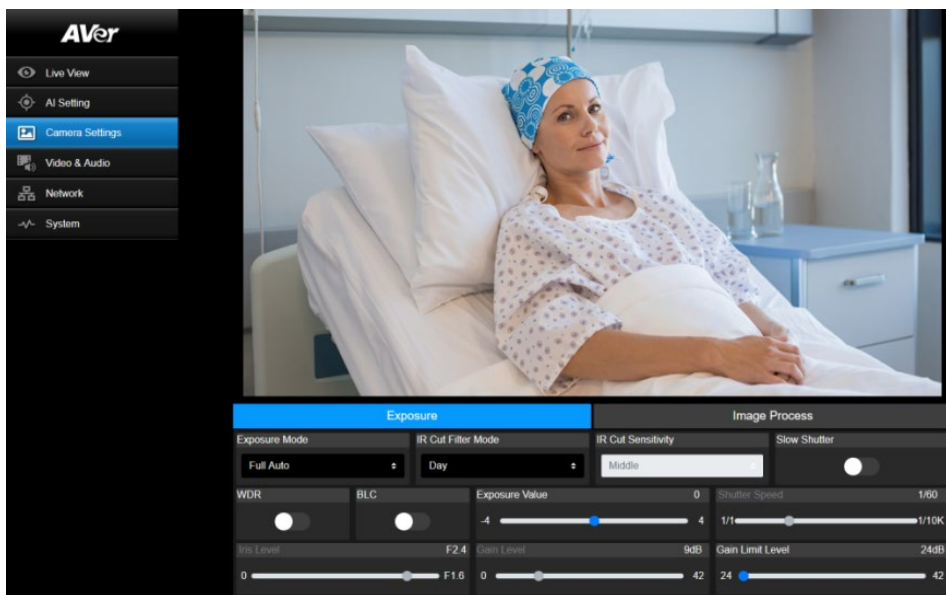 AVer
Live View
AI Setting
Camera Settings
Video & Audio
Network
System
Exposure Image Process
Exposure Mode IR Cut Filter Mode IR Cut Sensitivity Slow Shutter
Full Auto Day Middle
WDR BLC Exposure Value 0 Shutter Speed 1/60
-4 4 1/1 1/10K
Iris Level F2.4 Gain Level 9dB Gain Limit Level 24dB
0 F1.6 0 42 24 42